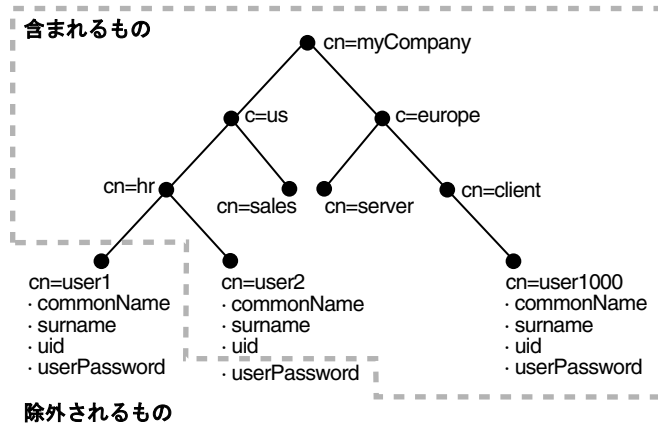 含まれるもの
cn=myCompany
c=us
c=europe
cn=hr
cn=sales
cn=server
cn=client
cn=user1
· commonName
· surname
· uid
· userPassword
cn=user2
· commonName
· surname
· uid
· userPassword
cn=user1000
· commonName
· surname
· uid
· userPassword
除外されるもの